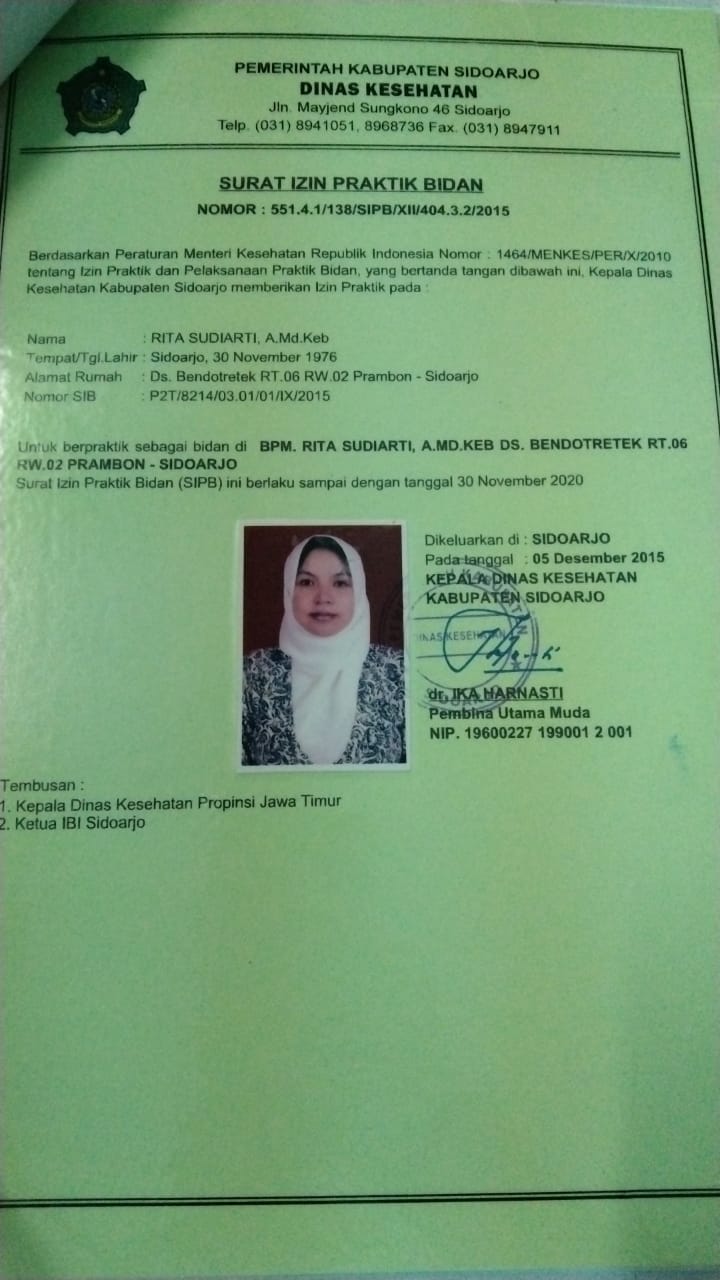 PEMERINTAH KABUPATEN SIDOARJO
DINAS KESEHATAN
Jln. Mayjend Sungkono 46 Sidoarjo
Telp. (031) 8941051, 8968736 Fax. (031) 8947911
SURAT IZIN PRAKTIK BIDAN
NOMOR : 551.4.1/138/SIPB/XII/404.3.2/2015
Berdasarkan Peraturan Menteri Kesehatan Republik Indonesia Nomor : 1464/MENKES/PER/X/2010
tentang Izin Praktik dan Pelaksanaan Praktik Bidan, yang bertanda tangan dibawah ini, Kepala Dinas
Kesehatan Kabupaten Sidoarjo memberikan Izin Praktik pada :
Nama : RITA SUDIARTI, A.Md.Keb
Tempat/Tgl.Lahir : Sidoarjo, 30 November 1976
Alamat Rumah : Ds. Bendotretek RT.06 RW.02 Prambon - Sidoarjo
Nomor SIB : P2T/8214/03.01/01/IX/2015
Untuk berpraktik sebagai bidan di BPM. RITA SUDIARTI, A.MD.KEB DS. BENDOTRETEK RT.06
RW.02 PRAMBON - SIDOARJO
Surat Izin Praktik Bidan (SIPB) ini berlaku sampai dengan tanggal 30 November 2020
Dikeluarkan di : SIDOARJO
Pada tanggal : 05 Desember 2015
KEPALA DINAS KESEHATAN
KABUPATEN SIDOARJO
DINAS KESEHATAN
dr. IKA HARNASTI
Pembina Utama Muda
NIP. 19600227 199001 2 001
Tembusan :
1. Kepala Dinas Kesehatan Propinsi Jawa Timur
2. Ketua IBI Sidoarjo